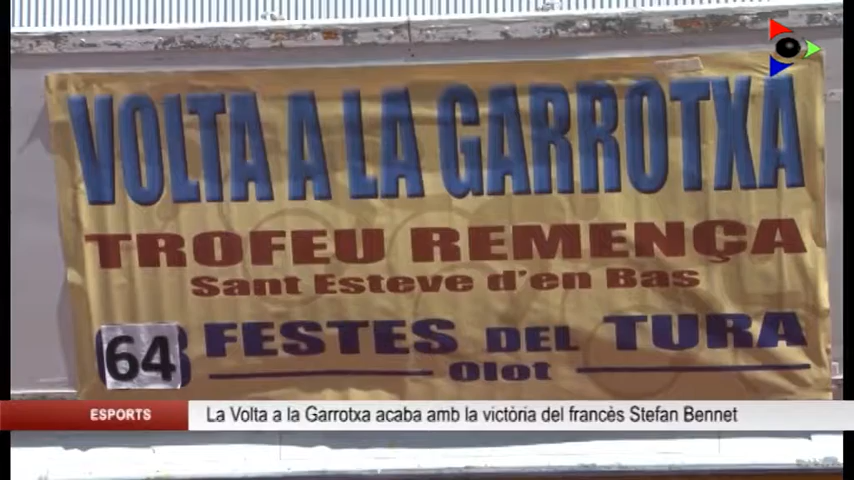 VOLTA A LA GARROTXA
TROFEU REMENÇA
Sant Esteve d'en Bas
64 FESTES DEL TURA
Olot
ESPORTS La Volta a la Garrotxa acaba amb la victòria del francès Stefan Bennet